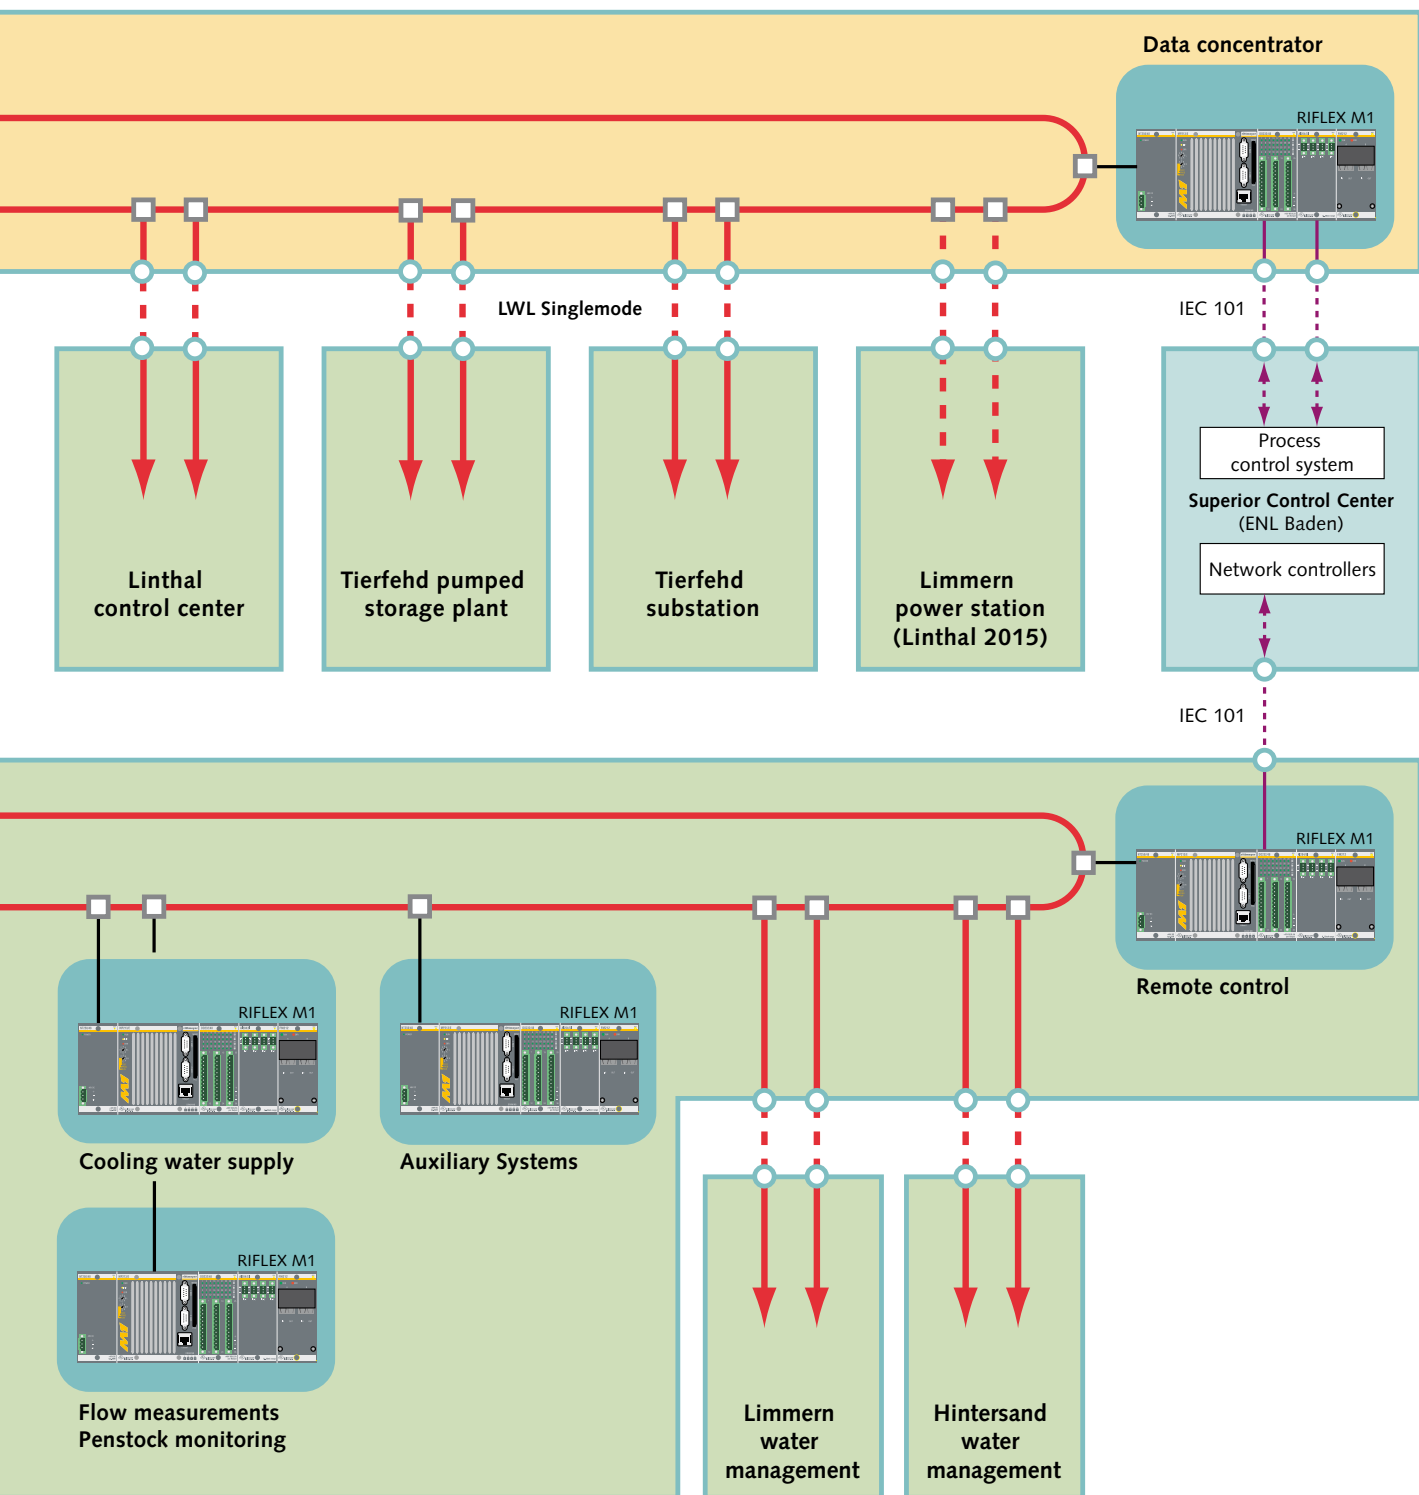 Data concentrator
RIFLEX M1
LWL Singlemode
IEC 101
Process
control system
Superior Control Center
(ENL Baden)
Network controllers
Linthal
control center
Tierfehd pumped
storage plant
Tierfehd
substation
Limmern
power station
(Linthal 2015)
IEC 101
RIFLEX M1
Remote control
RIFLEX M1
Cooling water supply
RIFLEX M1
Auxiliary Systems
RIFLEX M1
Flow measurements
Penstock monitoring
Limmern
water
management
Hintersand
water
management